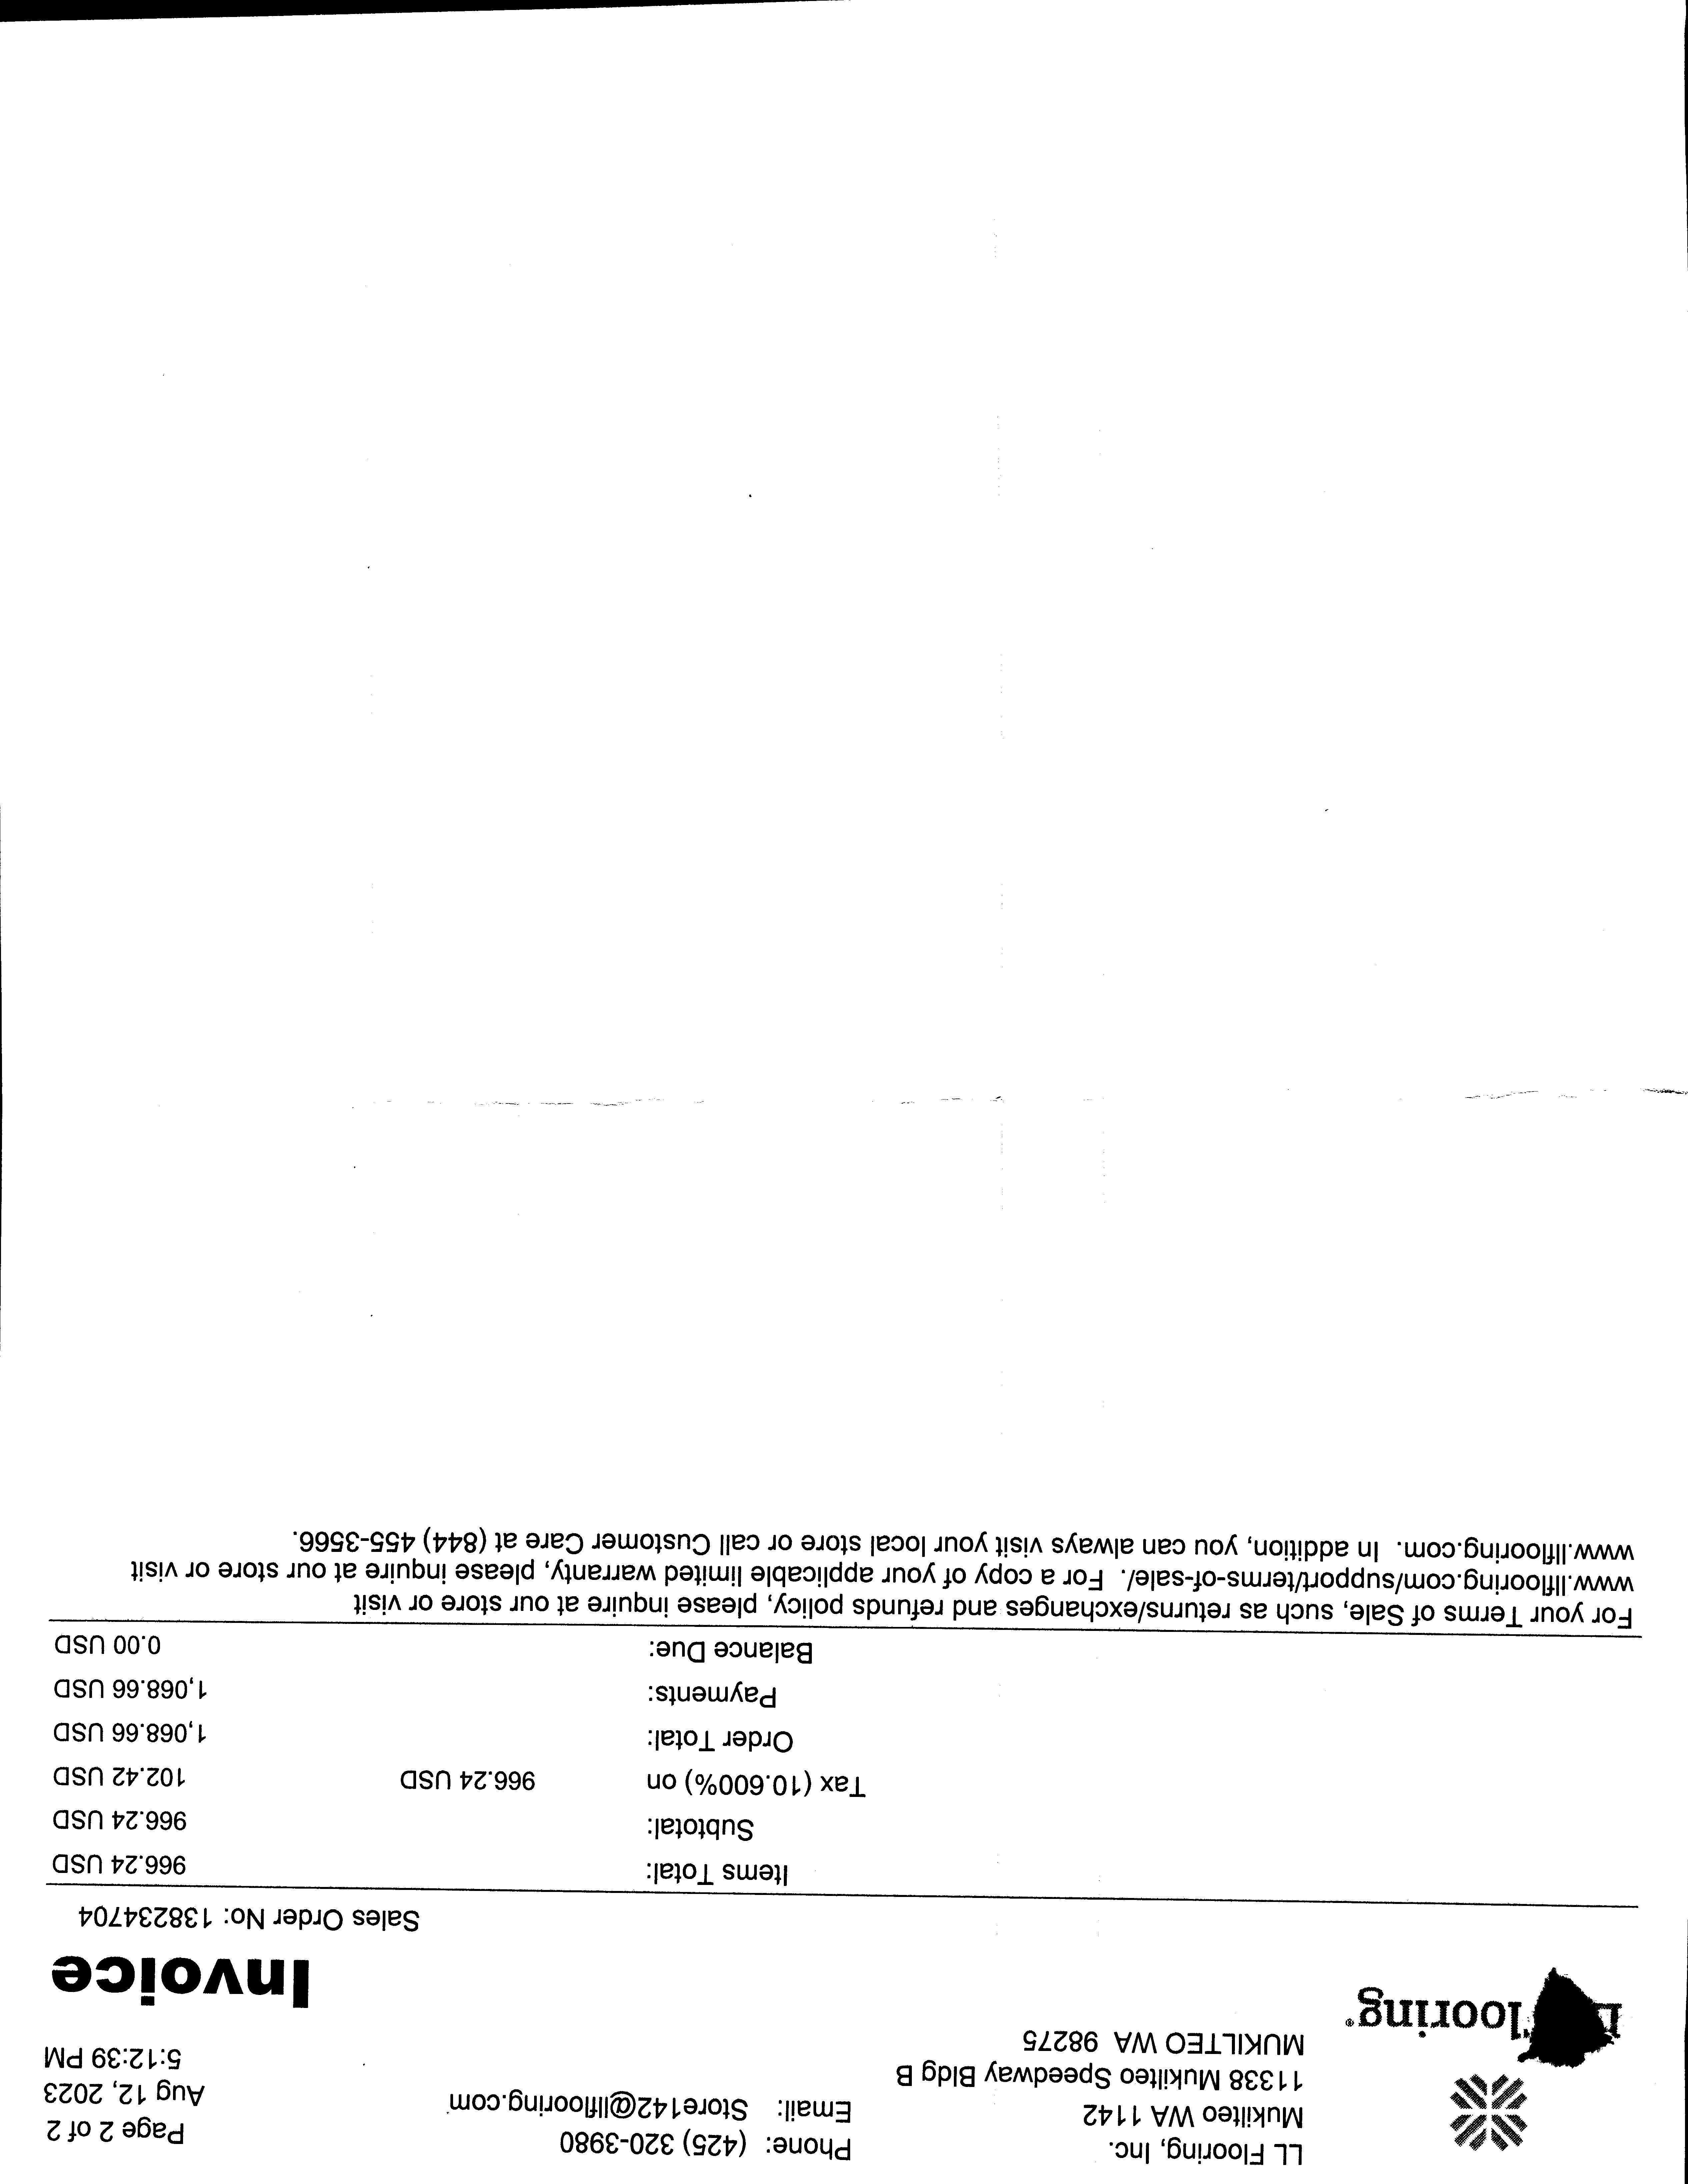 LL Flooring, Inc.
Mukilteo WA 1142
11338 Mukilteo Speedway Bldg B
MUKILTEO WA 98275
Phone: (425) 320-3980
Email: Store142@llflooring.com
Page 2 of 2
Aug 12, 2023
5:12:39 PM
Invoice
Sales Order No: 138234704
Items Total: 966.24 USD
Subtotal: 966.24 USD
Tax (10.600%) on 966.24 USD 102.42 USD
Order Total: 1,068.66 USD
Payments: 1,068.66 USD
Balance Due: 0.00 USD
For your Terms of Sale, such as returns/exchanges and refunds policy, please inquire at our store or visit
www.llflooring.com/support/terms-of-sale/. For a copy of your applicable limited warranty, please inquire at our store or visit
www.llflooring.com. In addition, you can always visit your local store or call Customer Care at (844) 455-3566.